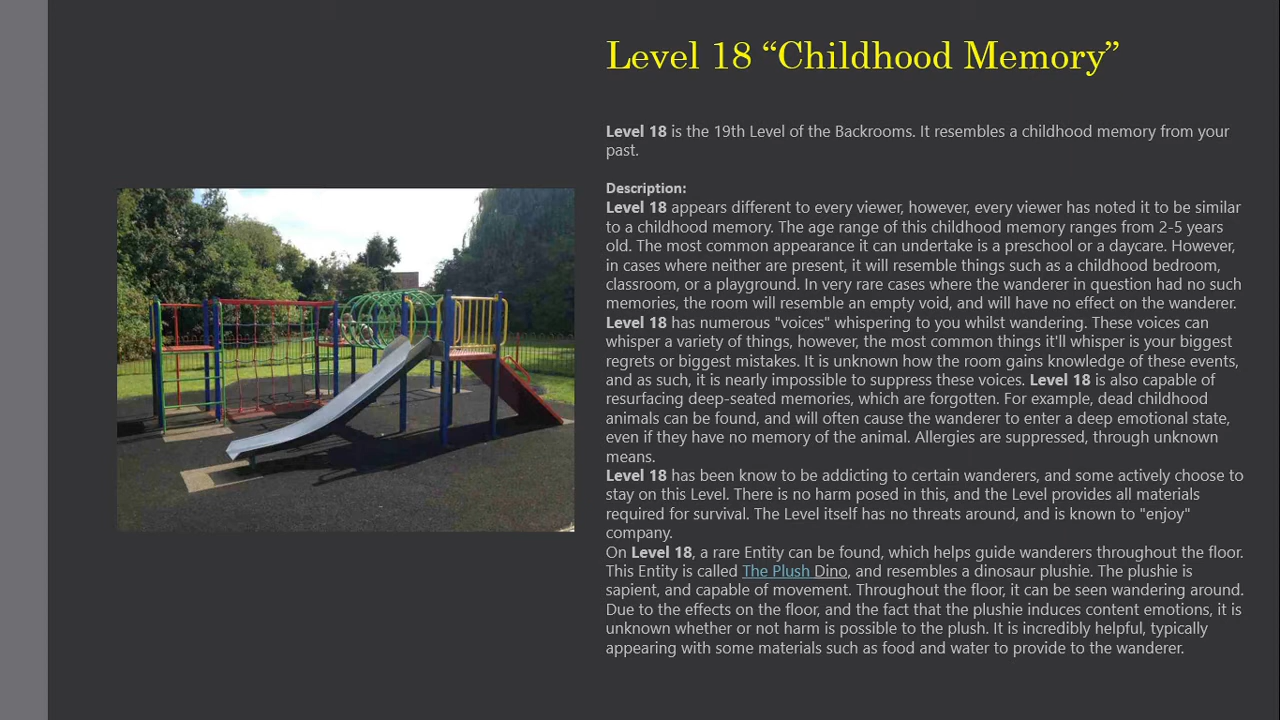 Level 18 “Childhood Memory”
Level 18 is the 19th Level of the Backrooms. It resembles a childhood memory from your
past.
Description:
Level 18 appears different to every viewer, however, every viewer has noted it to be similar
to a childhood memory. The age range of this childhood memory ranges from 2-5 years
old. The most common appearance it can undertake is a preschool or a daycare. However,
in cases where neither are present, it will resemble things such as a childhood bedroom,
classroom, or a playground. In very rare cases where the wanderer in question had no such
memories, the room will resemble an empty void, and will have no effect on the wanderer.
Level 18 has numerous "voices" whispering to you whilst wandering. These voices can
whisper a variety of things, however, the most common things it'll whisper is your biggest
regrets or biggest mistakes. It is unknown how the room gains knowledge of these events,
and as such, it is nearly impossible to suppress these voices. Level 18 is also capable of
resurfacing deep-seated memories, which are forgotten. For example, dead childhood
animals can be found, and will often cause the wanderer to enter a deep emotional state,
even if they have no memory of the animal. Allergies are suppressed, through unknown
means.
Level 18 has been know to be addicting to certain wanderers, and some actively choose to
stay on this Level. There is no harm posed in this, and the Level provides all materials
required for survival. The Level itself has no threats around, and is known to "enjoy"
company.
On Level 18, a rare Entity can be found, which helps guide wanderers throughout the floor.
This Entity is called The Plush Dino, and resembles a dinosaur plushie. The plushie is
sapient, and capable of movement. Throughout the floor, it can be seen wandering around.
Due to the effects on the floor, and the fact that the plushie induces content emotions, it is
unknown whether or not harm is possible to the plush. It is incredibly helpful, typically
appearing with some materials such as food and water to provide to the wanderer.